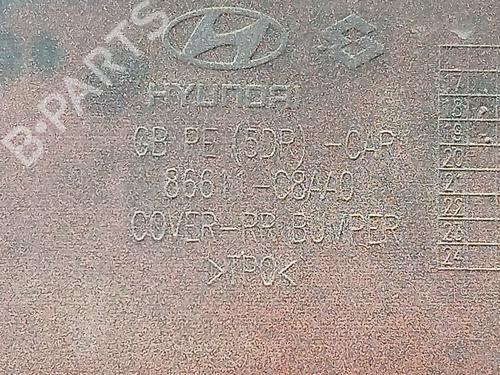 B-PARTS
HYUNDAI
GB PE (5DR) -CAR
86611-C8AA0
COVER-RR BUMPER
>TPO<
17
18
19
20
21
22
23
24